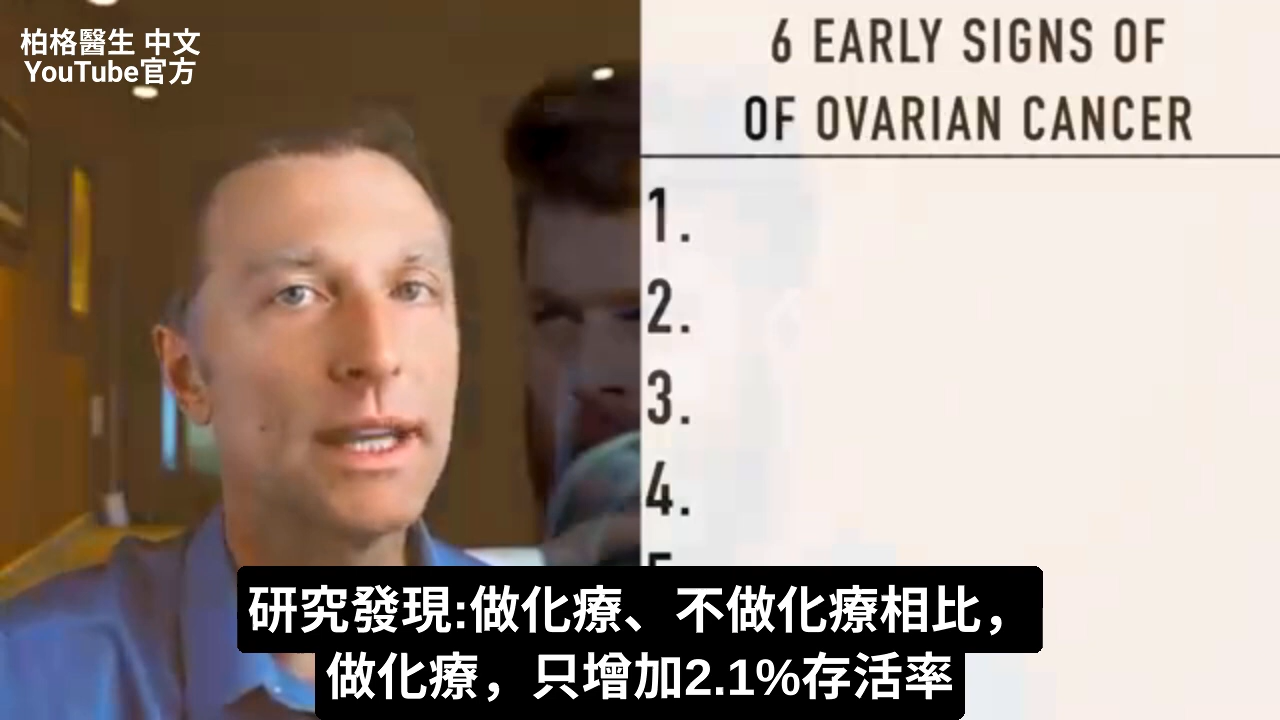 柏格醫生 中文
YouTube官方
6 EARLY SIGNS OF
OF OVARIAN CANCER
1.
2.
3.
4.
研究發現:做化療、不做化療相比，
做化療，只增加2.1%存活率